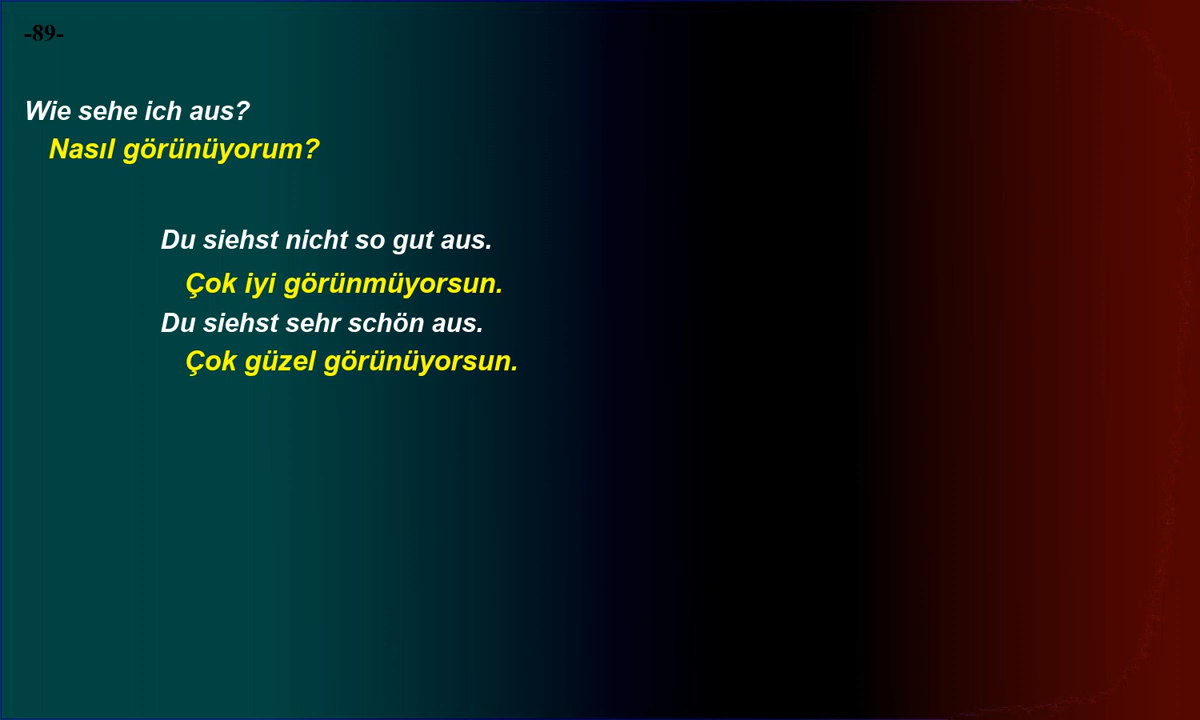 -89-
Wie sehe ich aus?
Nasıl görünüyorum?
Du siehst nicht so gut aus.
Çok iyi görünmüyorsun.
Du siehst sehr schön aus.
Çok güzel görünüyorsun.